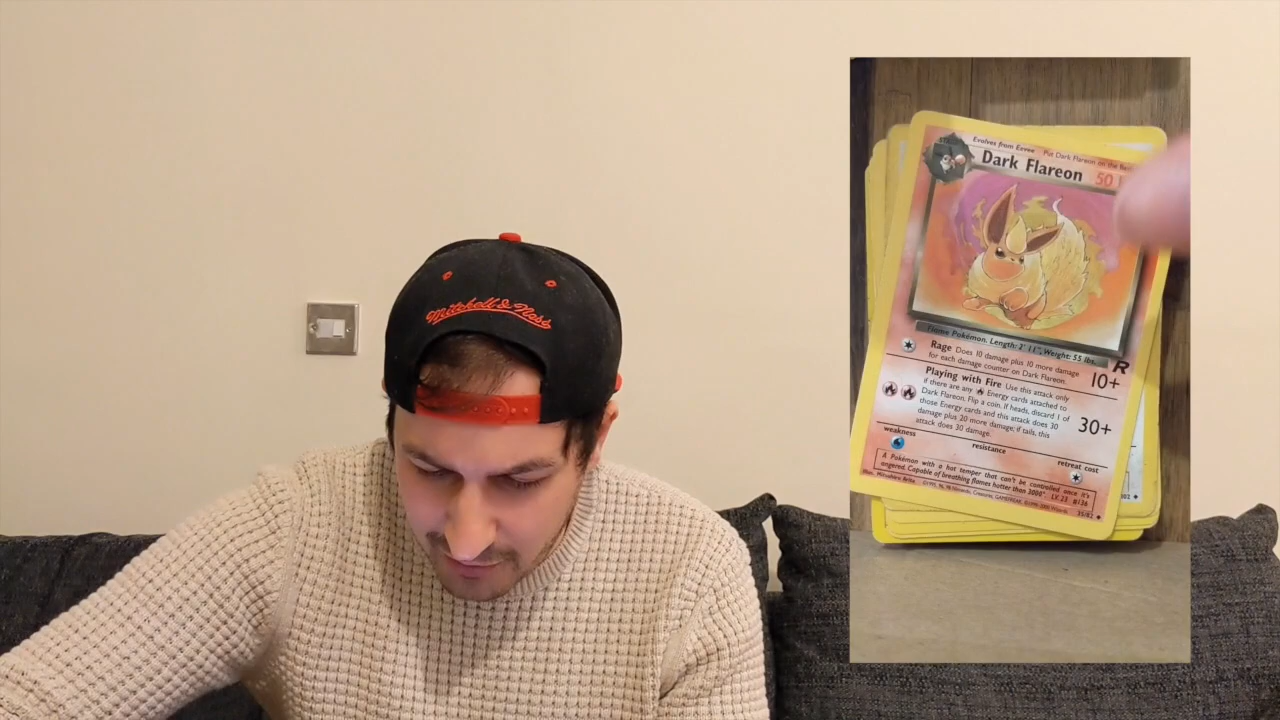 Mitchell & Ness
Evolves from Eevee
Put Dark Flareon on the
Dark Flareon
50
Flame Pokémon. Length: 2' 11", Weight: 55 lbs.
Rage Does 10 damage plus 10 more damage
for each damage counter on Dark Flareon.
10+
Playing with Fire Use this attack only
if there are any Energy cards attached to
Dark Flareon. Flip a coin. If heads, discard 1 of
those Energy cards and this attack does 30
damage plus 20 more damage; if tails, this
attack does 30 damage.
30+
weakness
resistance
retreat cost
A Pokémon with a hot temper that can't be controlled once it's
angered. Capable of breathing flames hotter than 3000°. LV. 23 #136
35/82